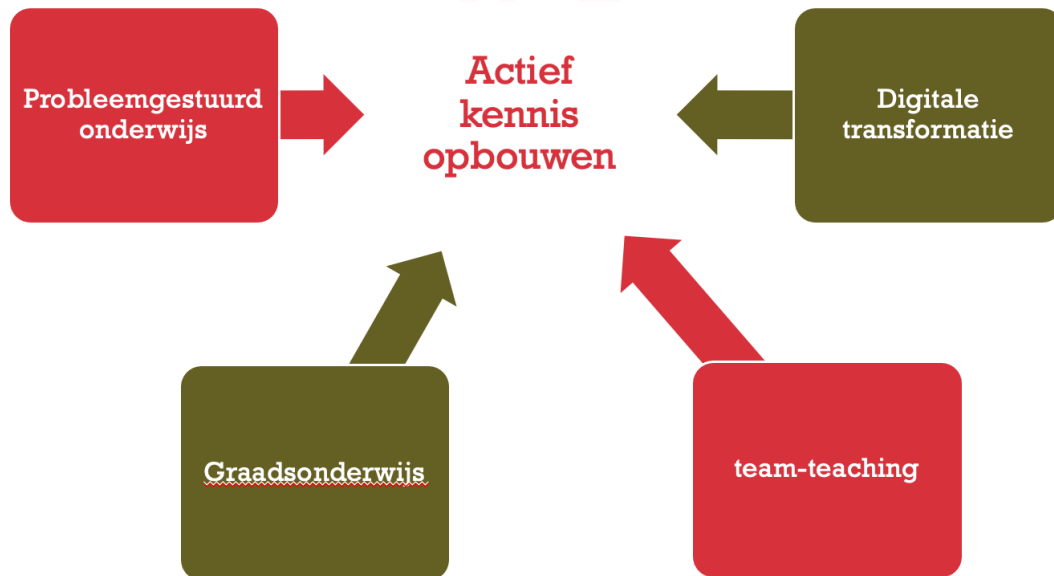 Probleemgestuurd
onderwijs
Actief
kennis
opbouwen
Digitale
transformatie
Graadsonderwijs
team-teaching